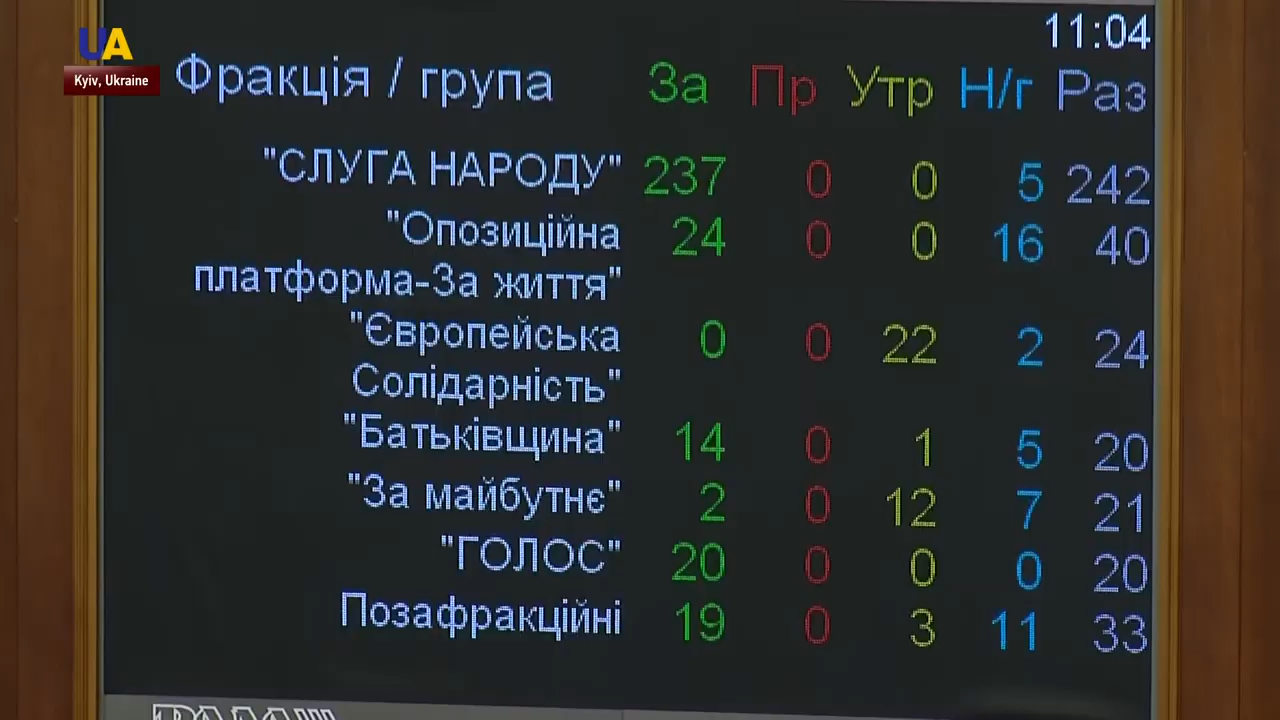 11:04
UA
Kyiv, Ukraine
Фракція / група За Пр Утр Н/г Раз
"СЛУГА НАРОДУ" 237 0 0 5 242
"Опозиційна 24 0 0 16 40
платформа-За життя"
"Європейська 0 0 22 2 24
Солідарність"
"Батьківщина" 14 0 1 5 20
"За майбутнє" 2 0 12 7 21
"ГОЛОС" 20 0 0 0 20
Позафракційні 19 0 3 11 33